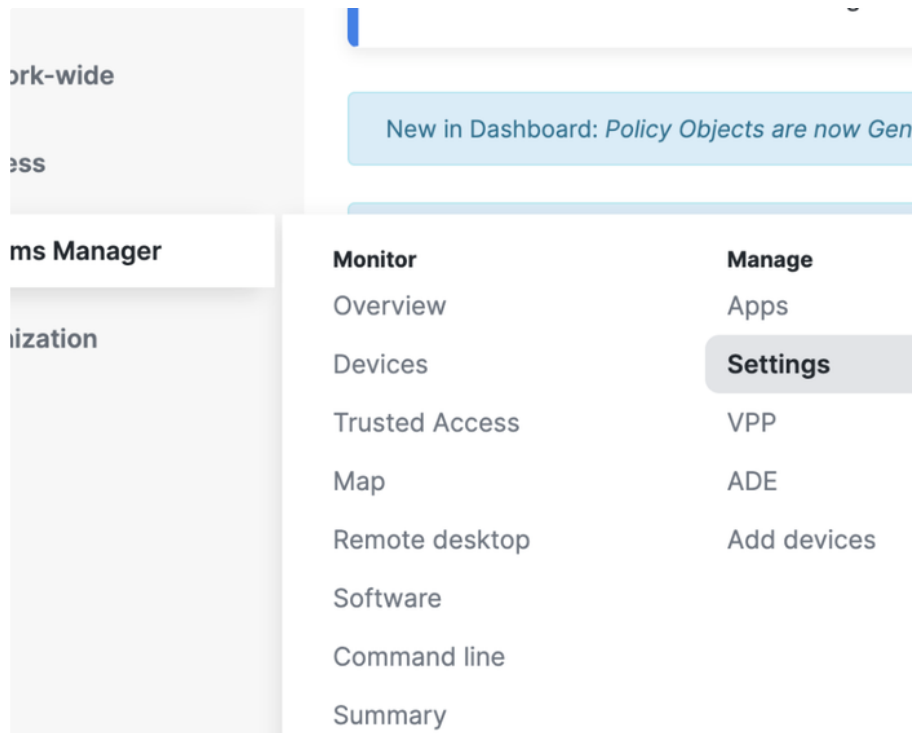 ork-wide
New in Dashboard: Policy Objects are now Gen
ess
ms Manager
ization
Monitor
Overview
Devices
Trusted Access
Map
Remote desktop
Software
Command line
Summary
Manage
Apps
Settings
VPP
ADE
Add devices